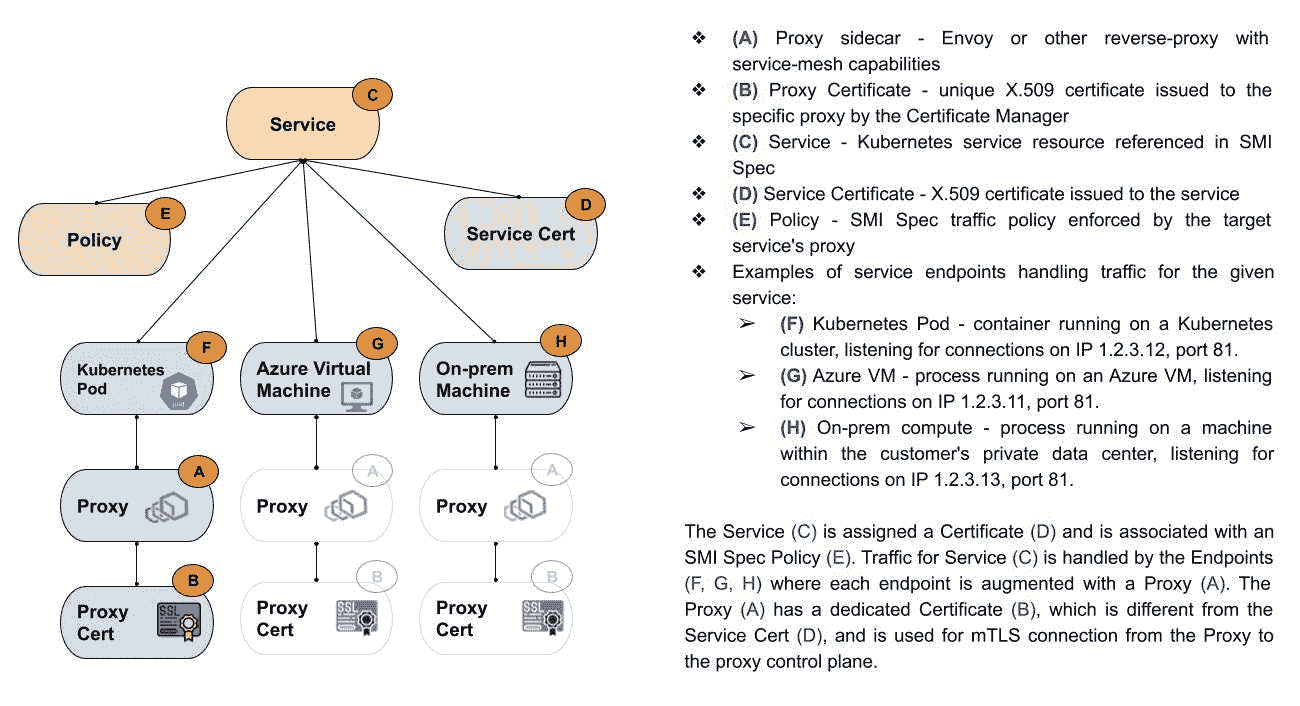 C
Service
E
Policy
D
Service Cert
F
Kubernetes
Pod
pod
G
Azure Virtual
Machine
H
On-prem
Machine
A
Proxy
A
Proxy
A
Proxy
B
Proxy
Cert
SSL
B
Proxy
Cert
SSL
B
Proxy
Cert
SSL
❖ (A) Proxy sidecar - Envoy or other reverse-proxy with
service-mesh capabilities
❖ (B) Proxy Certificate - unique X.509 certificate issued to the
specific proxy by the Certificate Manager
❖ (C) Service - Kubernetes service resource referenced in SMI
Spec
❖ (D) Service Certificate - X.509 certificate issued to the service
❖ (E) Policy - SMI Spec traffic policy enforced by the target
service's proxy
❖ Examples of service endpoints handling traffic for the given
service:
➢ (F) Kubernetes Pod - container running on a Kubernetes
cluster, listening for connections on IP 1.2.3.12, port 81.
➢ (G) Azure VM - process running on an Azure VM, listening
for connections on IP 1.2.3.11, port 81.
➢ (H) On-prem compute - process running on a machine
within the customer's private data center, listening for
connections on IP 1.2.3.13, port 81.
The Service (C) is assigned a Certificate (D) and is associated with an
SMI Spec Policy (E). Traffic for Service (C) is handled by the Endpoints
(F, G, H) where each endpoint is augmented with a Proxy (A). The
Proxy (A) has a dedicated Certificate (B), which is different from the
Service Cert (D), and is used for mTLS connection from the Proxy to
the proxy control plane.